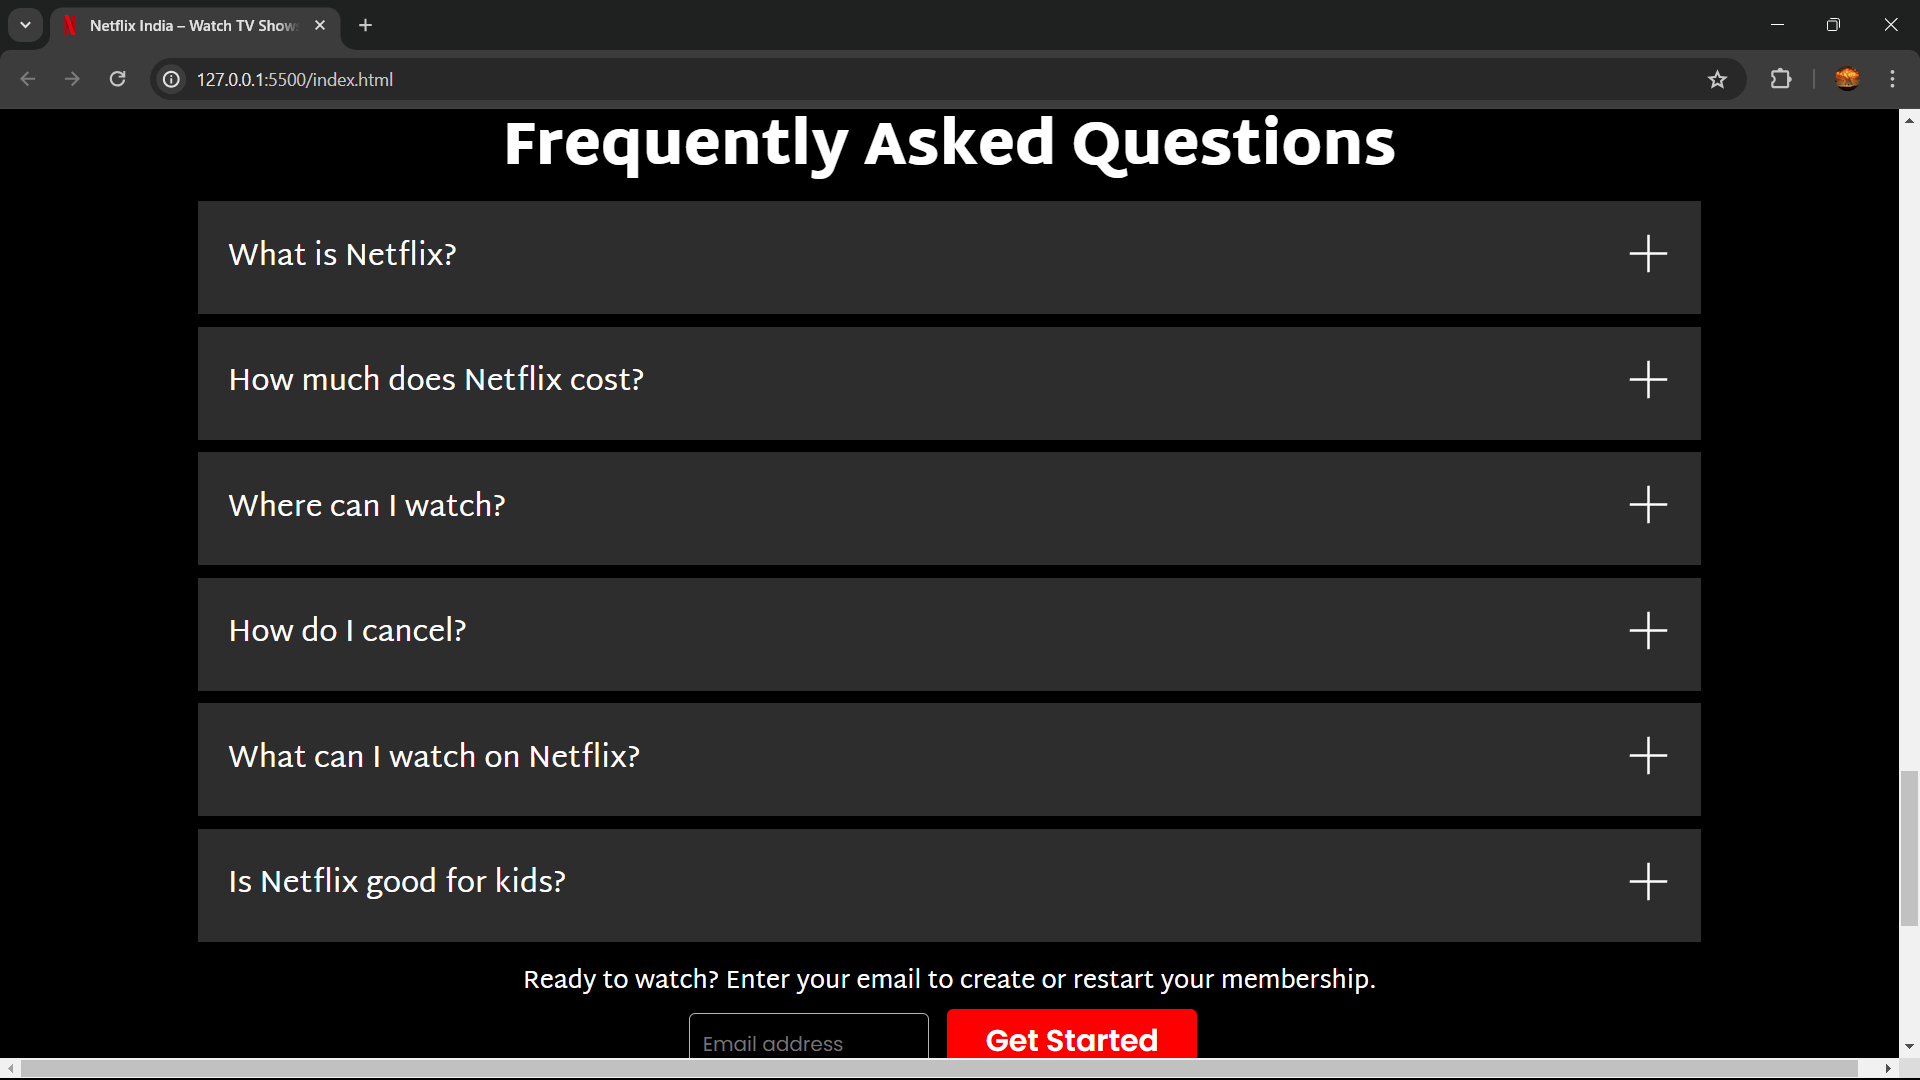 Netflix India – Watch TV Show
127.0.0.1:5500/index.html
Frequently Asked Questions
What is Netflix?
How much does Netflix cost?
Where can I watch?
How do I cancel?
What can I watch on Netflix?
Is Netflix good for kids?
Ready to watch? Enter your email to create or restart your membership.
Email address
Get Started